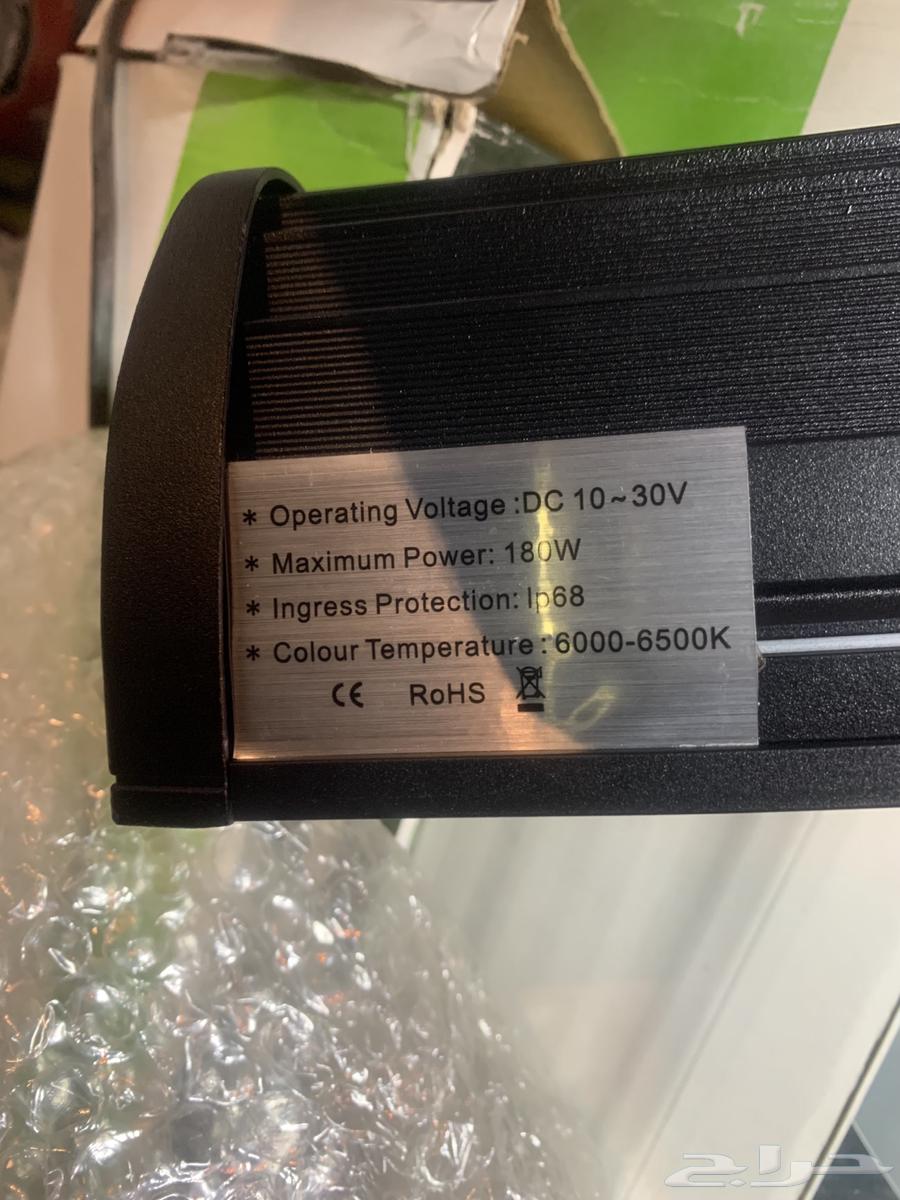 * Operating Voltage :DC 10~30V
* Maximum Power: 180W
* Ingress Protection: Ip68
* Colour Temperature : 6000-6500K
CE RoHS
حراج